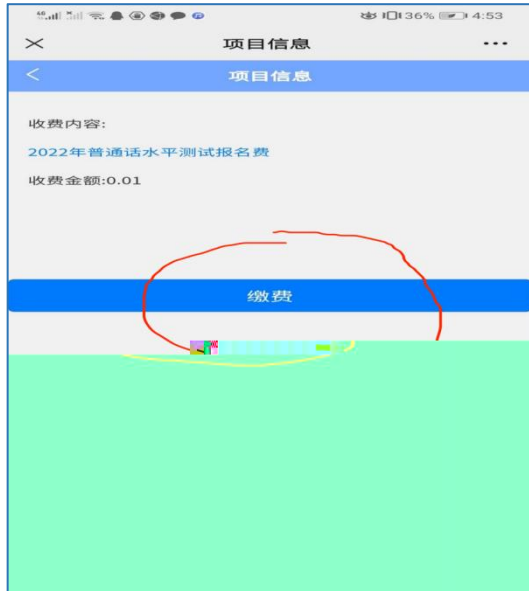 36% 4:53
项目信息
项目信息
收费内容:
2022年普通话水平测试报名费
收费金额:0.01
缴费